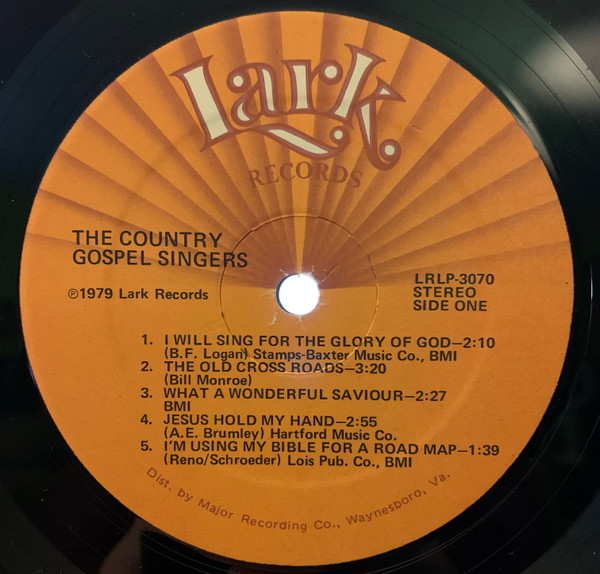 Lark
RECORDS
THE COUNTRY
GOSPEL SINGERS
℗1979 Lark Records
LRLP-3070
STEREO
SIDE ONE
1. I WILL SING FOR THE GLORY OF GOD—2:10
(B.F. Logan) Stamps-Baxter Music Co., BMI
2. THE OLD CROSS ROADS—3:20
(Bill Monroe)
3. WHAT A WONDERFUL SAVIOUR—2:27
BMI
4. JESUS HOLD MY HAND—2:55
(A.E. Brumley) Hartford Music Co.
5. I'M USING MY BIBLE FOR A ROAD MAP—1:39
(Reno/Schroeder) Lois Pub. Co., BMI
Dist. by Major Recording Co., Waynesboro, Va.